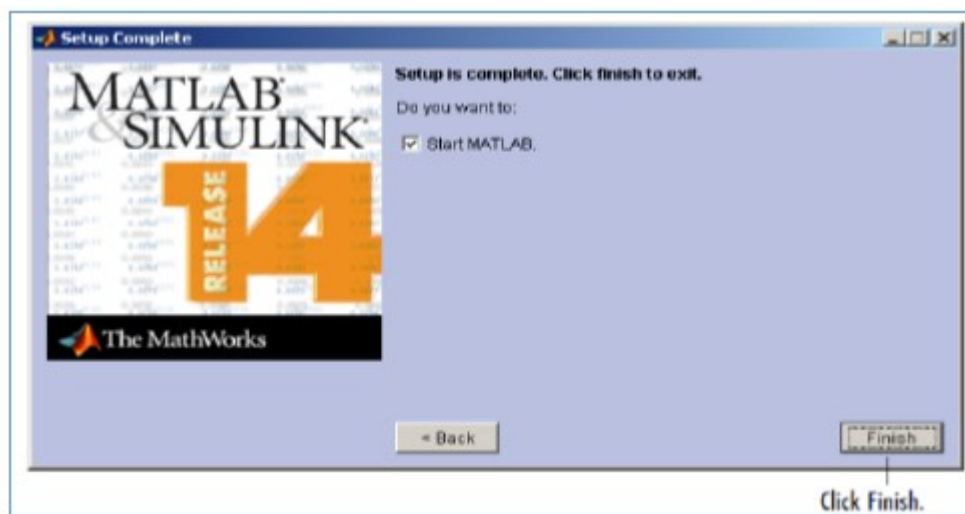 Setup Complete
MATLAB®
& SIMULINK®
RELEASE
14
The MathWorks
Setup is complete. Click finish to exit.
Do you want to:
Start MATLAB.
< Back
Finish
Click Finish.